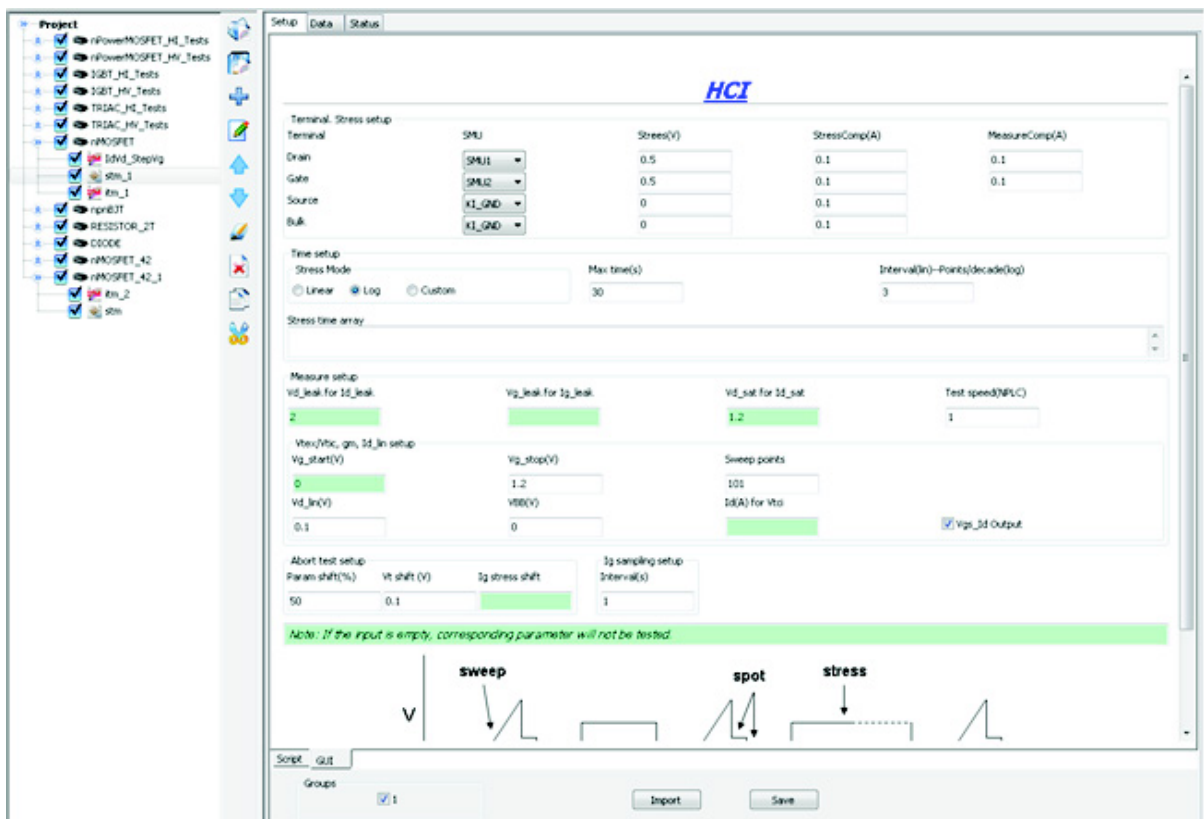 Project
nPowerMOSFET_HI_Tests
nPowerMOSFET_HV_Tests
IGBT_HI_Tests
IGBT_HV_Tests
TRIAC_HI_Tests
TRIAC_HV_Tests
nMOSFET
IdVd_StepVg
stm_1
itm_1
npnBJT
RESISTOR_2T
DIODE
nMOSFET_42
nMOSFET_42_1
itm_2
stm
Setup Data Status
HCI
Terminal. Stress setup
Terminal SMU Strees(V) StressComp(A) MeasureComp(A)
Drain SMU1 0.5 0.1 0.1
Gate SMU2 0.5 0.1 0.1
Source KI_GND 0 0.1
Bulk KI_GND 0 0.1
Time setup
Stress Mode Max time(s) Interval(lin)--Points/decade(log)
Linear Log Custom 30 3
Stress time array
Measure setup
Vd_leak for Id_leak Vg_leak for Ig_leak Vd_sat for Id_sat Test speed(NPLC)
2 1.2 1
Vtex/Vtic, gm, Id_lin setup
Vg_start(V) Vg_stop(V) Sweep points
0 1.2 101
Vd_lin(V) VBB(V) Id(A) for Vtci
0.1 0 Vgs_Id Output
Abort test setup Ig sampling setup
Param shift(%) Vt shift (V) Ig stress shift Interval(s)
50 0.1 1
Note: If the input is empty, corresponding parameter will not be tested.
sweep spot stress
V
Script GUI
Groups
1 Import Save